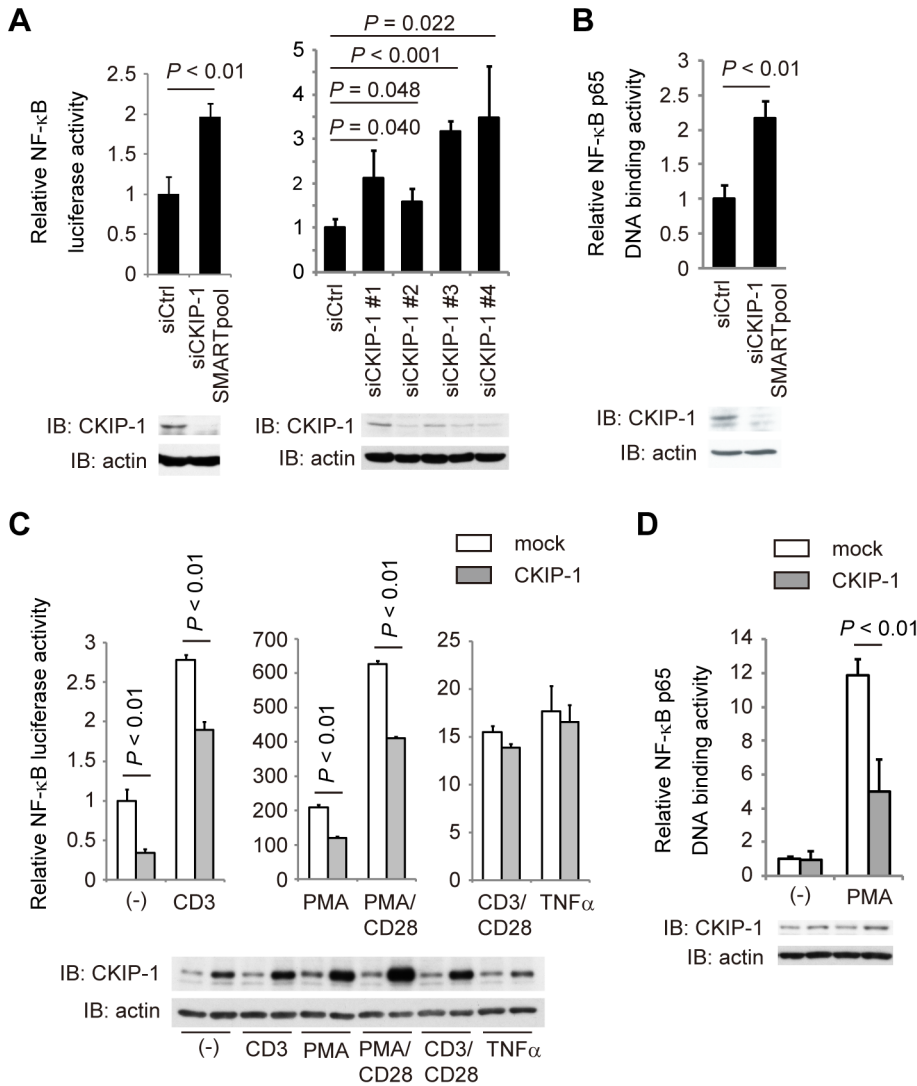 A
Relative NF-κB
luciferase activity
P < 0.01
2.5
2
1.5
1
0.5
0
siCtrl
siCKIP-1
SMARTpool
IB: CKIP-1
IB: actin
P = 0.022
P < 0.001
P = 0.048
P = 0.040
5
4
3
2
1
0
siCtrl
siCKIP-1 #1
siCKIP-1 #2
siCKIP-1 #3
siCKIP-1 #4
IB: CKIP-1
IB: actin
B
Relative NF-κB p65
DNA binding activity
P < 0.01
3
2.5
2
1.5
1
0.5
0
siCtrl
siCKIP-1
SMARTpool
IB: CKIP-1
IB: actin
C
mock
CKIP-1
Relative NF-κB luciferase activity
3
2.5
2
1.5
1
0.5
0
P < 0.01
P < 0.01
(-)
CD3
700
600
500
400
300
200
100
0
P < 0.01
P < 0.01
PMA
PMA/
CD28
25
20
15
10
5
0
CD3/
CD28
TNFα
IB: CKIP-1
IB: actin
(-)
CD3
PMA
PMA/
CD28
CD3/
CD28
TNFα
D
mock
CKIP-1
Relative NF-κB p65
DNA binding activity
P < 0.01
14
12
10
8
6
4
2
0
(-)
PMA
IB: CKIP-1
IB: actin